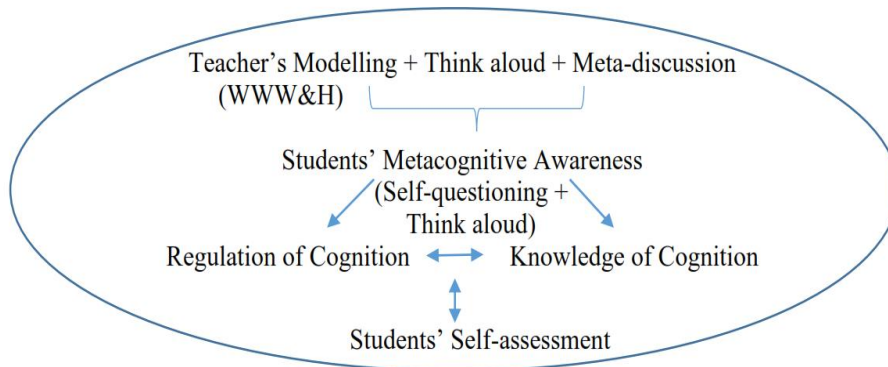 Teacher’s Modelling + Think aloud + Meta-discussion
(WWW&H)
Students’ Metacognitive Awareness
(Self-questioning +
Think aloud)
Regulation of Cognition
Knowledge of Cognition
Students’ Self-assessment